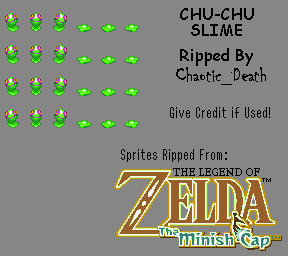 CHU-CHU
SLIME
Ripped By
Chaotic_Death
Give Credit if Used!
Sprites Ripped From:
THE LEGEND OF
ZELDA™
The Minish Cap